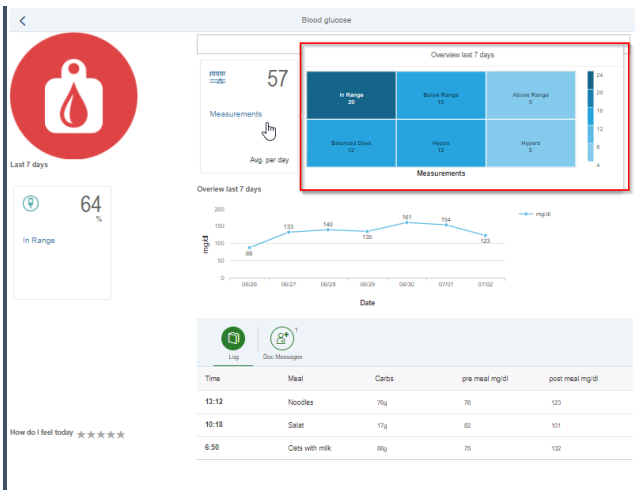 Blood glucose
Last 7 days
64
%
In Range
How do I feel today
57
Measurements
Avg. per day
Overview last 7 days
In Range
20
Below Range
15
Above Range
5
Balanced Days
12
Hypos
12
Hypers
5
Measurements
24
20
16
12
8
4
Overiew last 7 days
200
150
100
50
0
mg/dl
88
133
140
135
161
154
123
mg/dl
06/26
06/27
06/28
06/29
06/30
07/01
07/02
Date
Log
Doc Messages
1
Time Meal Carbs pre meal mg/dl post meal mg/dl
13:12 Noodles 76g 76 123
10:18 Salat 17g 82 101
6:50 Oats with milk 88g 75 132